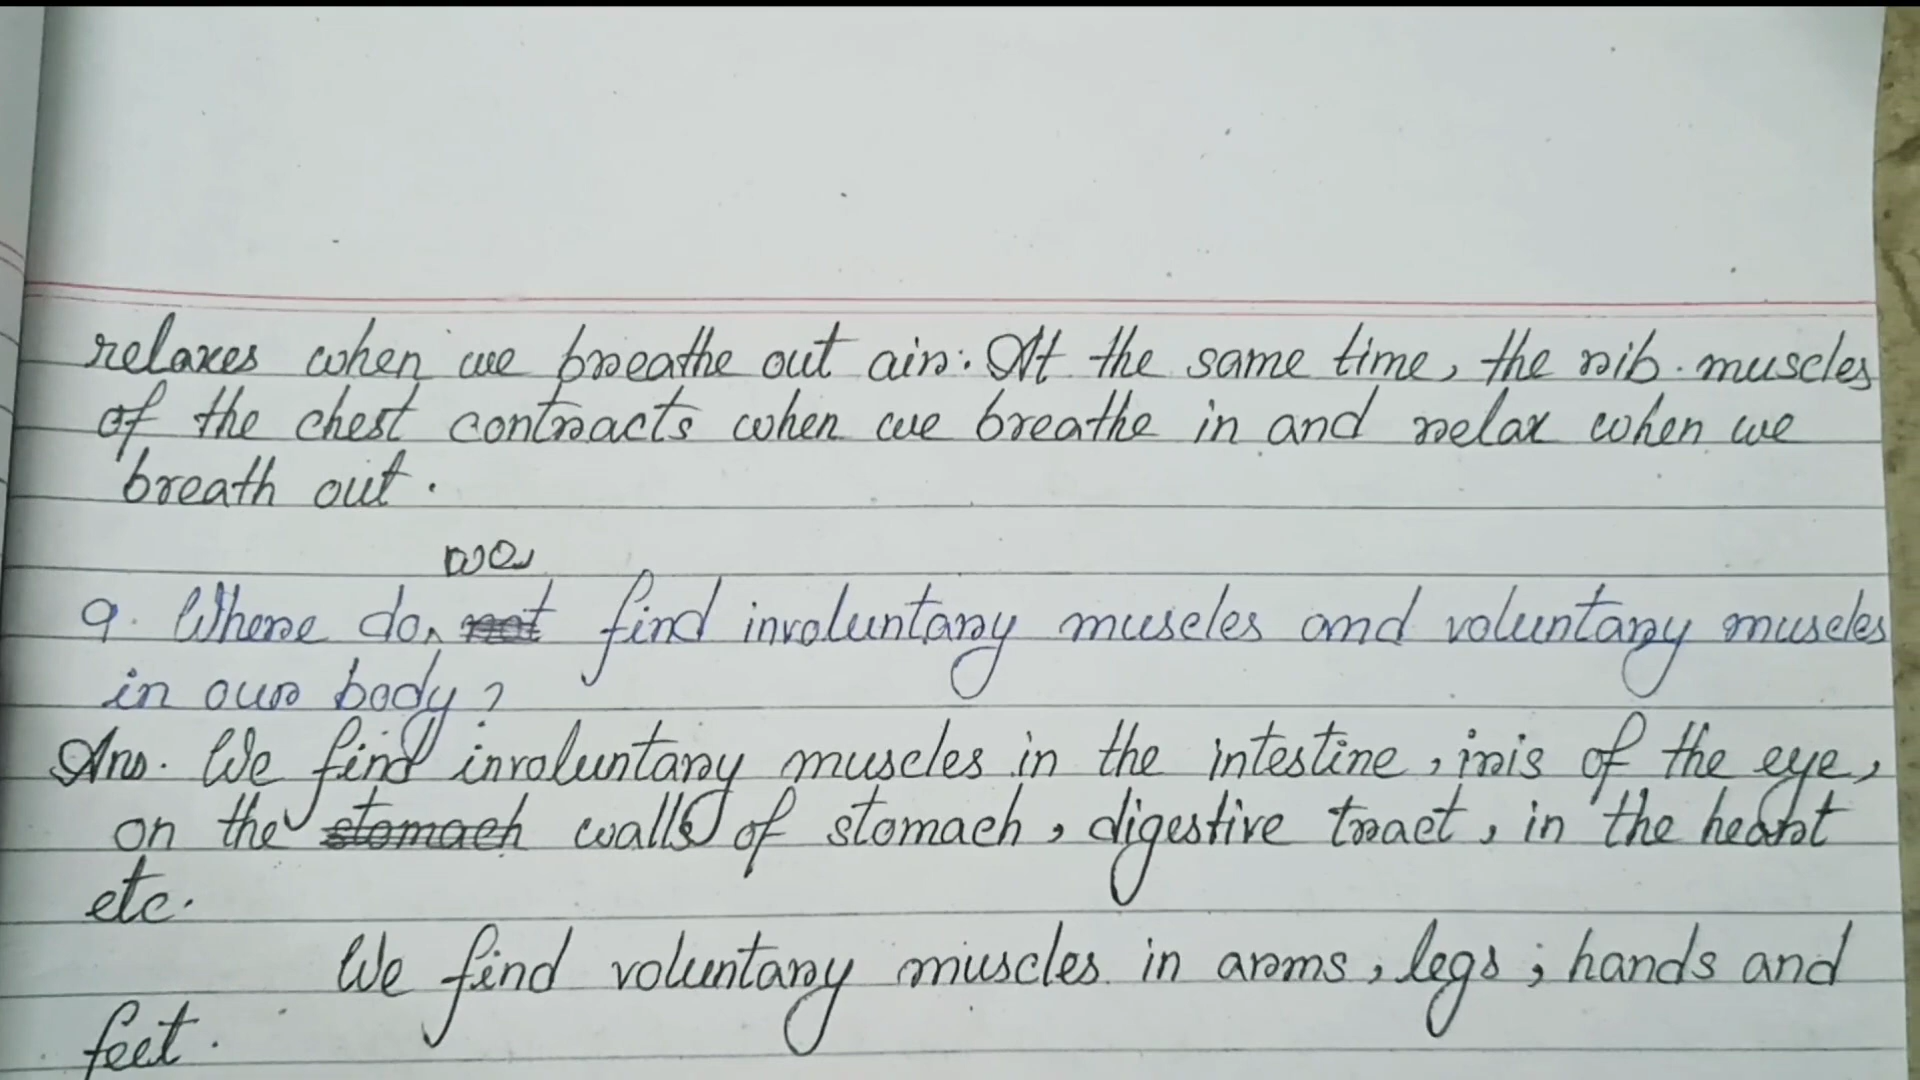 relaxes when we breathe out air. At the same time, the rib muscles
of the chest contracts when we breathe in and relax when we
breath out.
we
9. Where do not find involuntary muscles and voluntary muscles
in our body?
Ans. We find involuntary muscles in the intestine, iris of the eye,
on the stomach walls of stomach, digestive tract, in the heart
etc.
We find voluntary muscles in arms, legs, hands and
feet.